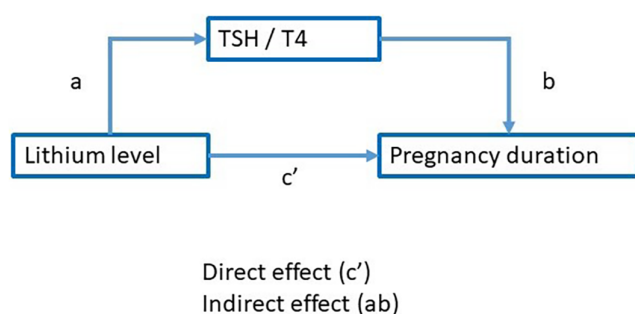 TSH / T4
a
b
Lithium level
Pregnancy duration
c’
Direct effect (c’)
Indirect effect (ab)